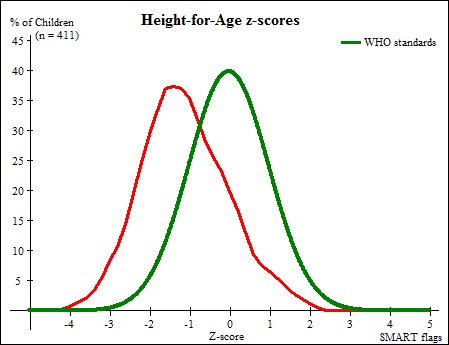 Height-for-Age z-scores
% of Children
(n = 411)
WHO standards
45
40
35
30
25
20
15
10
5
-4 -3 -2 -1 0 1 2 3 4 5
Z-score
SMART flags